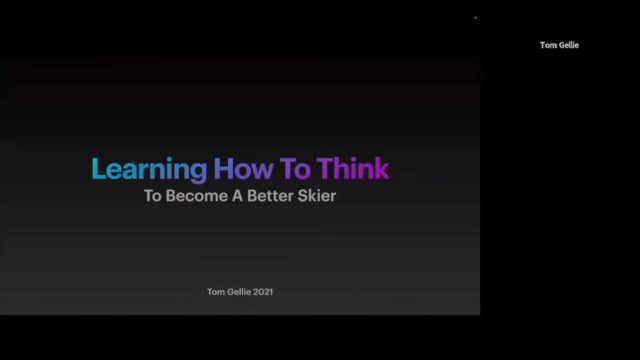 Tom Gellie
Learning How To Think
To Become A Better Skier
Tom Gellie 2021